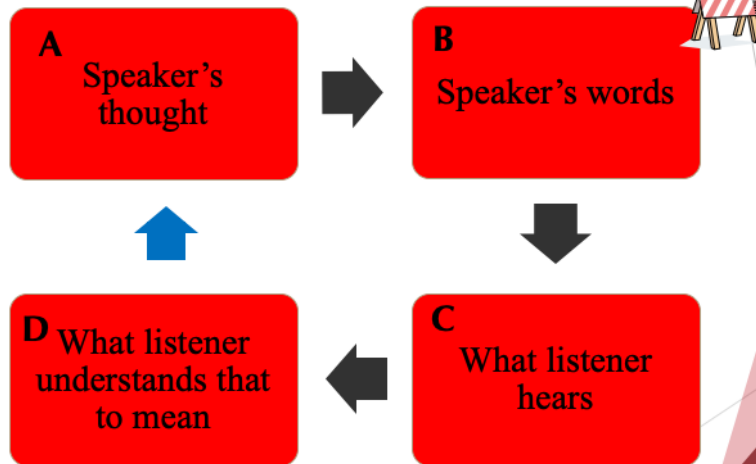 A
Speaker's
thought
B
Speaker's words
C
What listener
hears
D
What listener
understands that
to mean